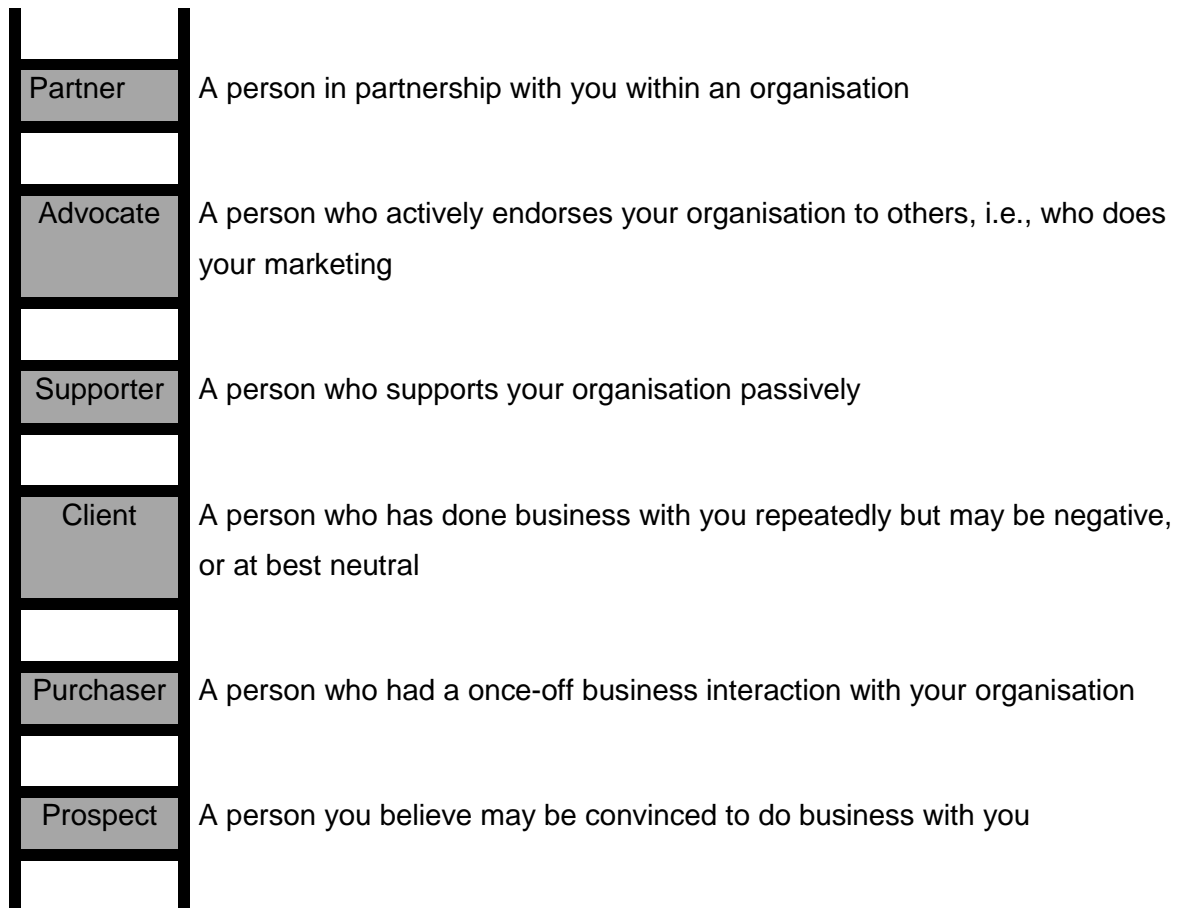 Partner A person in partnership with you within an organisation
Advocate A person who actively endorses your organisation to others, i.e., who does
your marketing
Supporter A person who supports your organisation passively
Client A person who has done business with you repeatedly but may be negative,
or at best neutral
Purchaser A person who had a once-off business interaction with your organisation
Prospect A person you believe may be convinced to do business with you